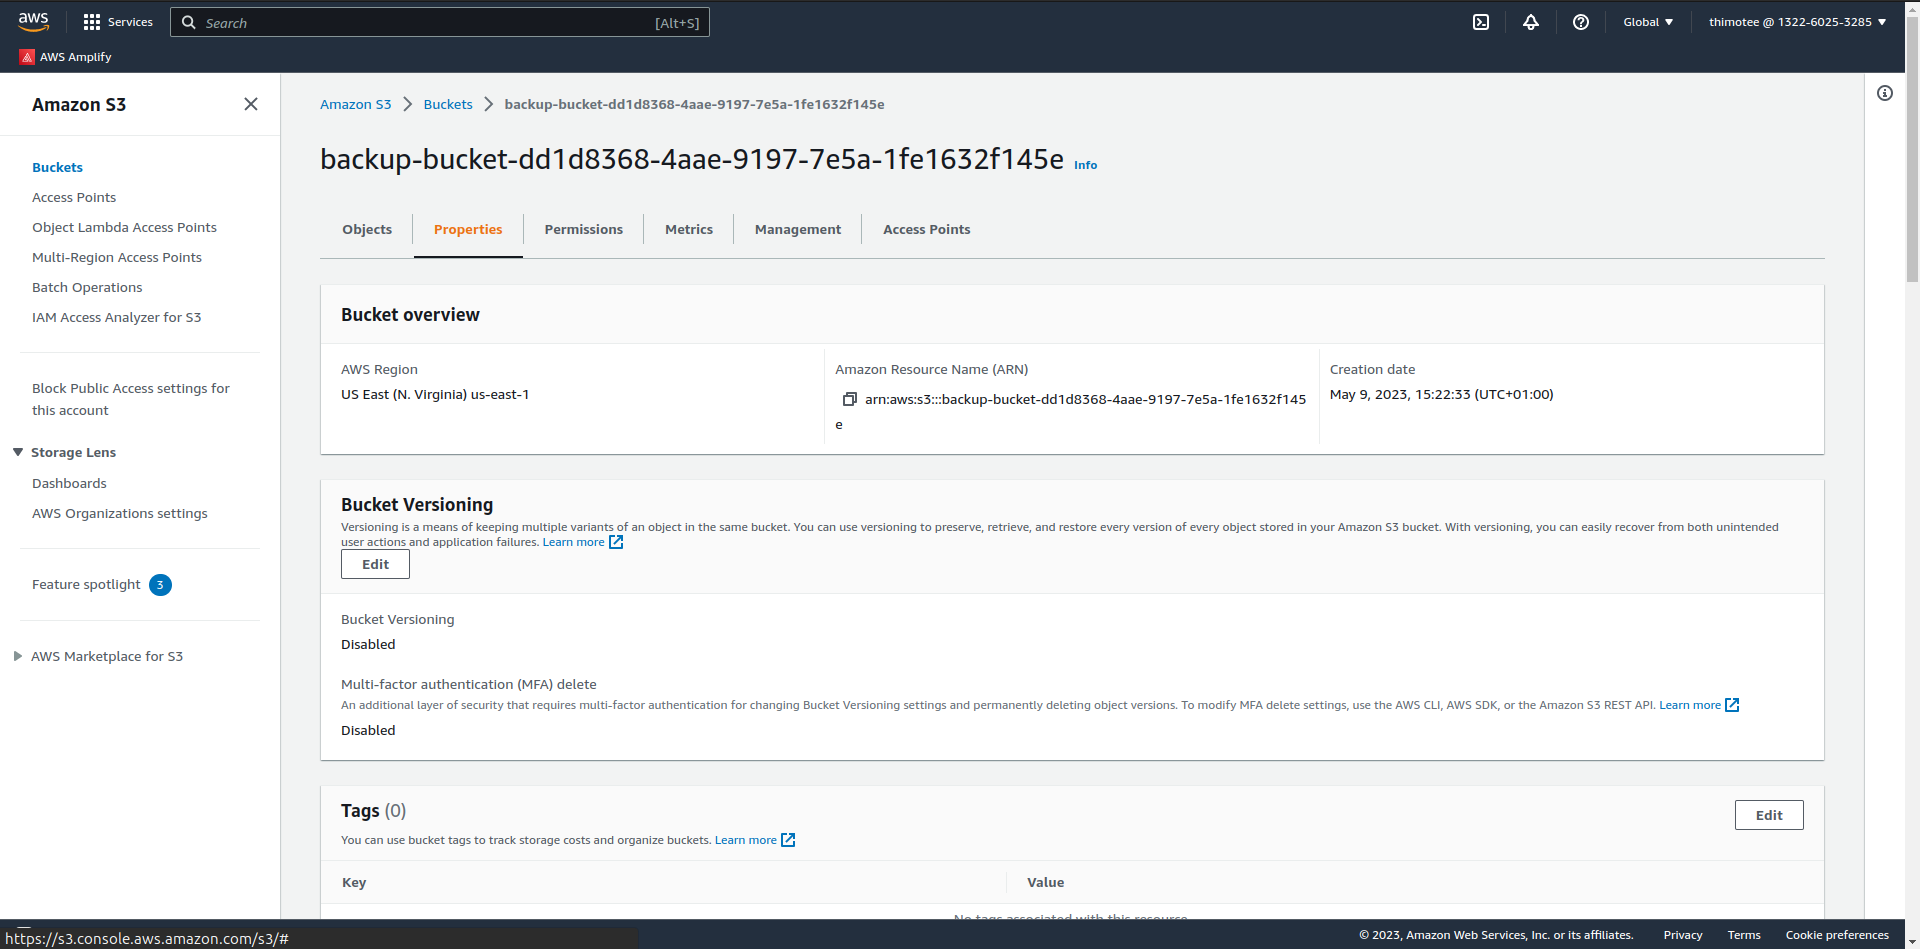 aws
Services
Search
[Alt+S]
Global
thimotee @ 1322-6025-3285
AWS Amplify
Amazon S3
Buckets
Access Points
Object Lambda Access Points
Multi-Region Access Points
Batch Operations
IAM Access Analyzer for S3
Block Public Access settings for
this account
Storage Lens
Dashboards
AWS Organizations settings
Feature spotlight 3
AWS Marketplace for S3
Amazon S3 > Buckets > backup-bucket-dd1d8368-4aae-9197-7e5a-1fe1632f145e
backup-bucket-dd1d8368-4aae-9197-7e5a-1fe1632f145e Info
Objects
Properties
Permissions
Metrics
Management
Access Points
Bucket overview
AWS Region
US East (N. Virginia) us-east-1
Amazon Resource Name (ARN)
arn:aws:s3:::backup-bucket-dd1d8368-4aae-9197-7e5a-1fe1632f145
e
Creation date
May 9, 2023, 15:22:33 (UTC+01:00)
Bucket Versioning
Versioning is a means of keeping multiple variants of an object in the same bucket. You can use versioning to preserve, retrieve, and restore every version of every object stored in your Amazon S3 bucket. With versioning, you can easily recover from both unintended
user actions and application failures. Learn more
Edit
Bucket Versioning
Disabled
Multi-factor authentication (MFA) delete
An additional layer of security that requires multi-factor authentication for changing Bucket Versioning settings and permanently deleting object versions. To modify MFA delete settings, use the AWS CLI, AWS SDK, or the Amazon S3 REST API. Learn more
Disabled
Tags (0)
Edit
You can use bucket tags to track storage costs and organize buckets. Learn more
Key
Value
No tags associated with this resource
https://s3.console.aws.amazon.com/s3/#
© 2023, Amazon Web Services, Inc. or its affiliates.
Privacy
Terms
Cookie preferences